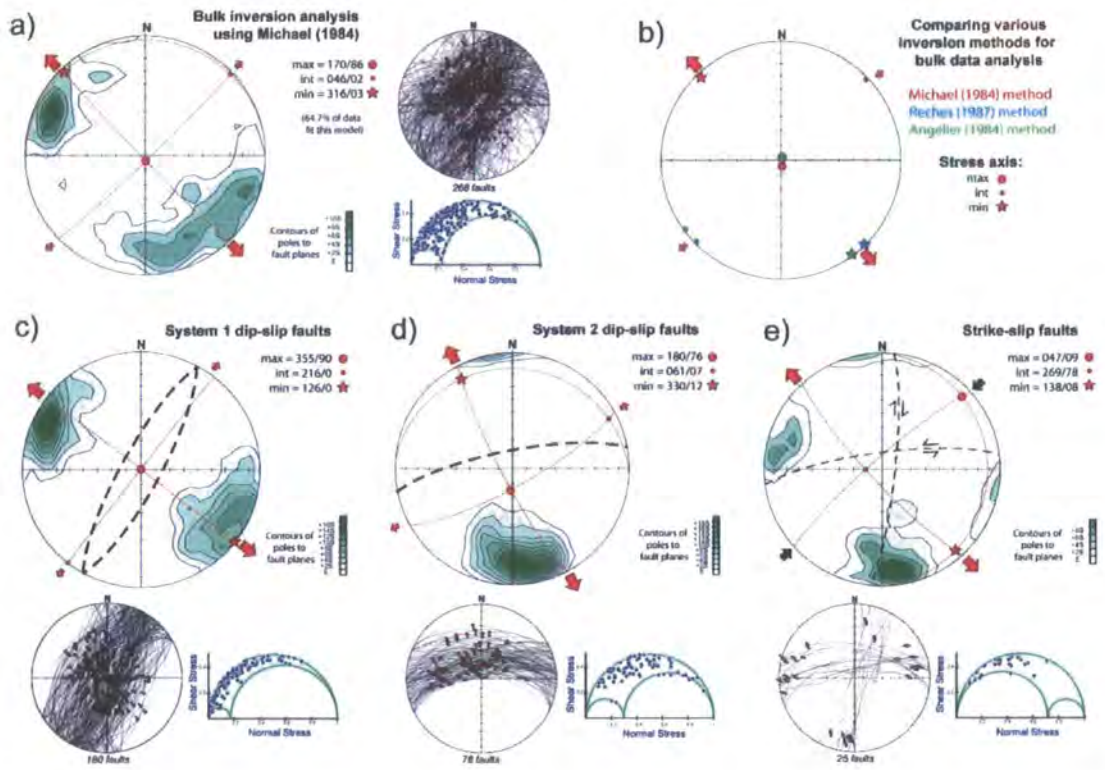 a)
Bulk inversion analysis
using Michael (1984)
N
max = 170/86
int = 046/02
min = 316/03
(64.7% of data
fit this model)
Contours of
poles to
fault planes
N
268 faults
Shear Stress
Normal Stress
b)
N
Comparing various
inversion methods for
bulk data analysis
Michael (1984) method
Reches (1987) method
Angelier (1984) method
Stress axis:
max
int
min
c)
System 1 dip-slip faults
N
max = 355/90
int = 216/0
min = 126/0
Contours of
poles to
fault planes
N
180 faults
Shear Stress
Normal Stress
d)
System 2 dip-slip faults
N
max = 180/76
int = 061/07
min = 330/12
Contours of
poles to
fault planes
N
78 faults
Shear Stress
Normal Stress
e)
Strike-slip faults
N
max = 047/09
int = 269/78
min = 138/08
Contours of
poles to
fault planes
N
25 faults
Shear Stress
Normal Stress